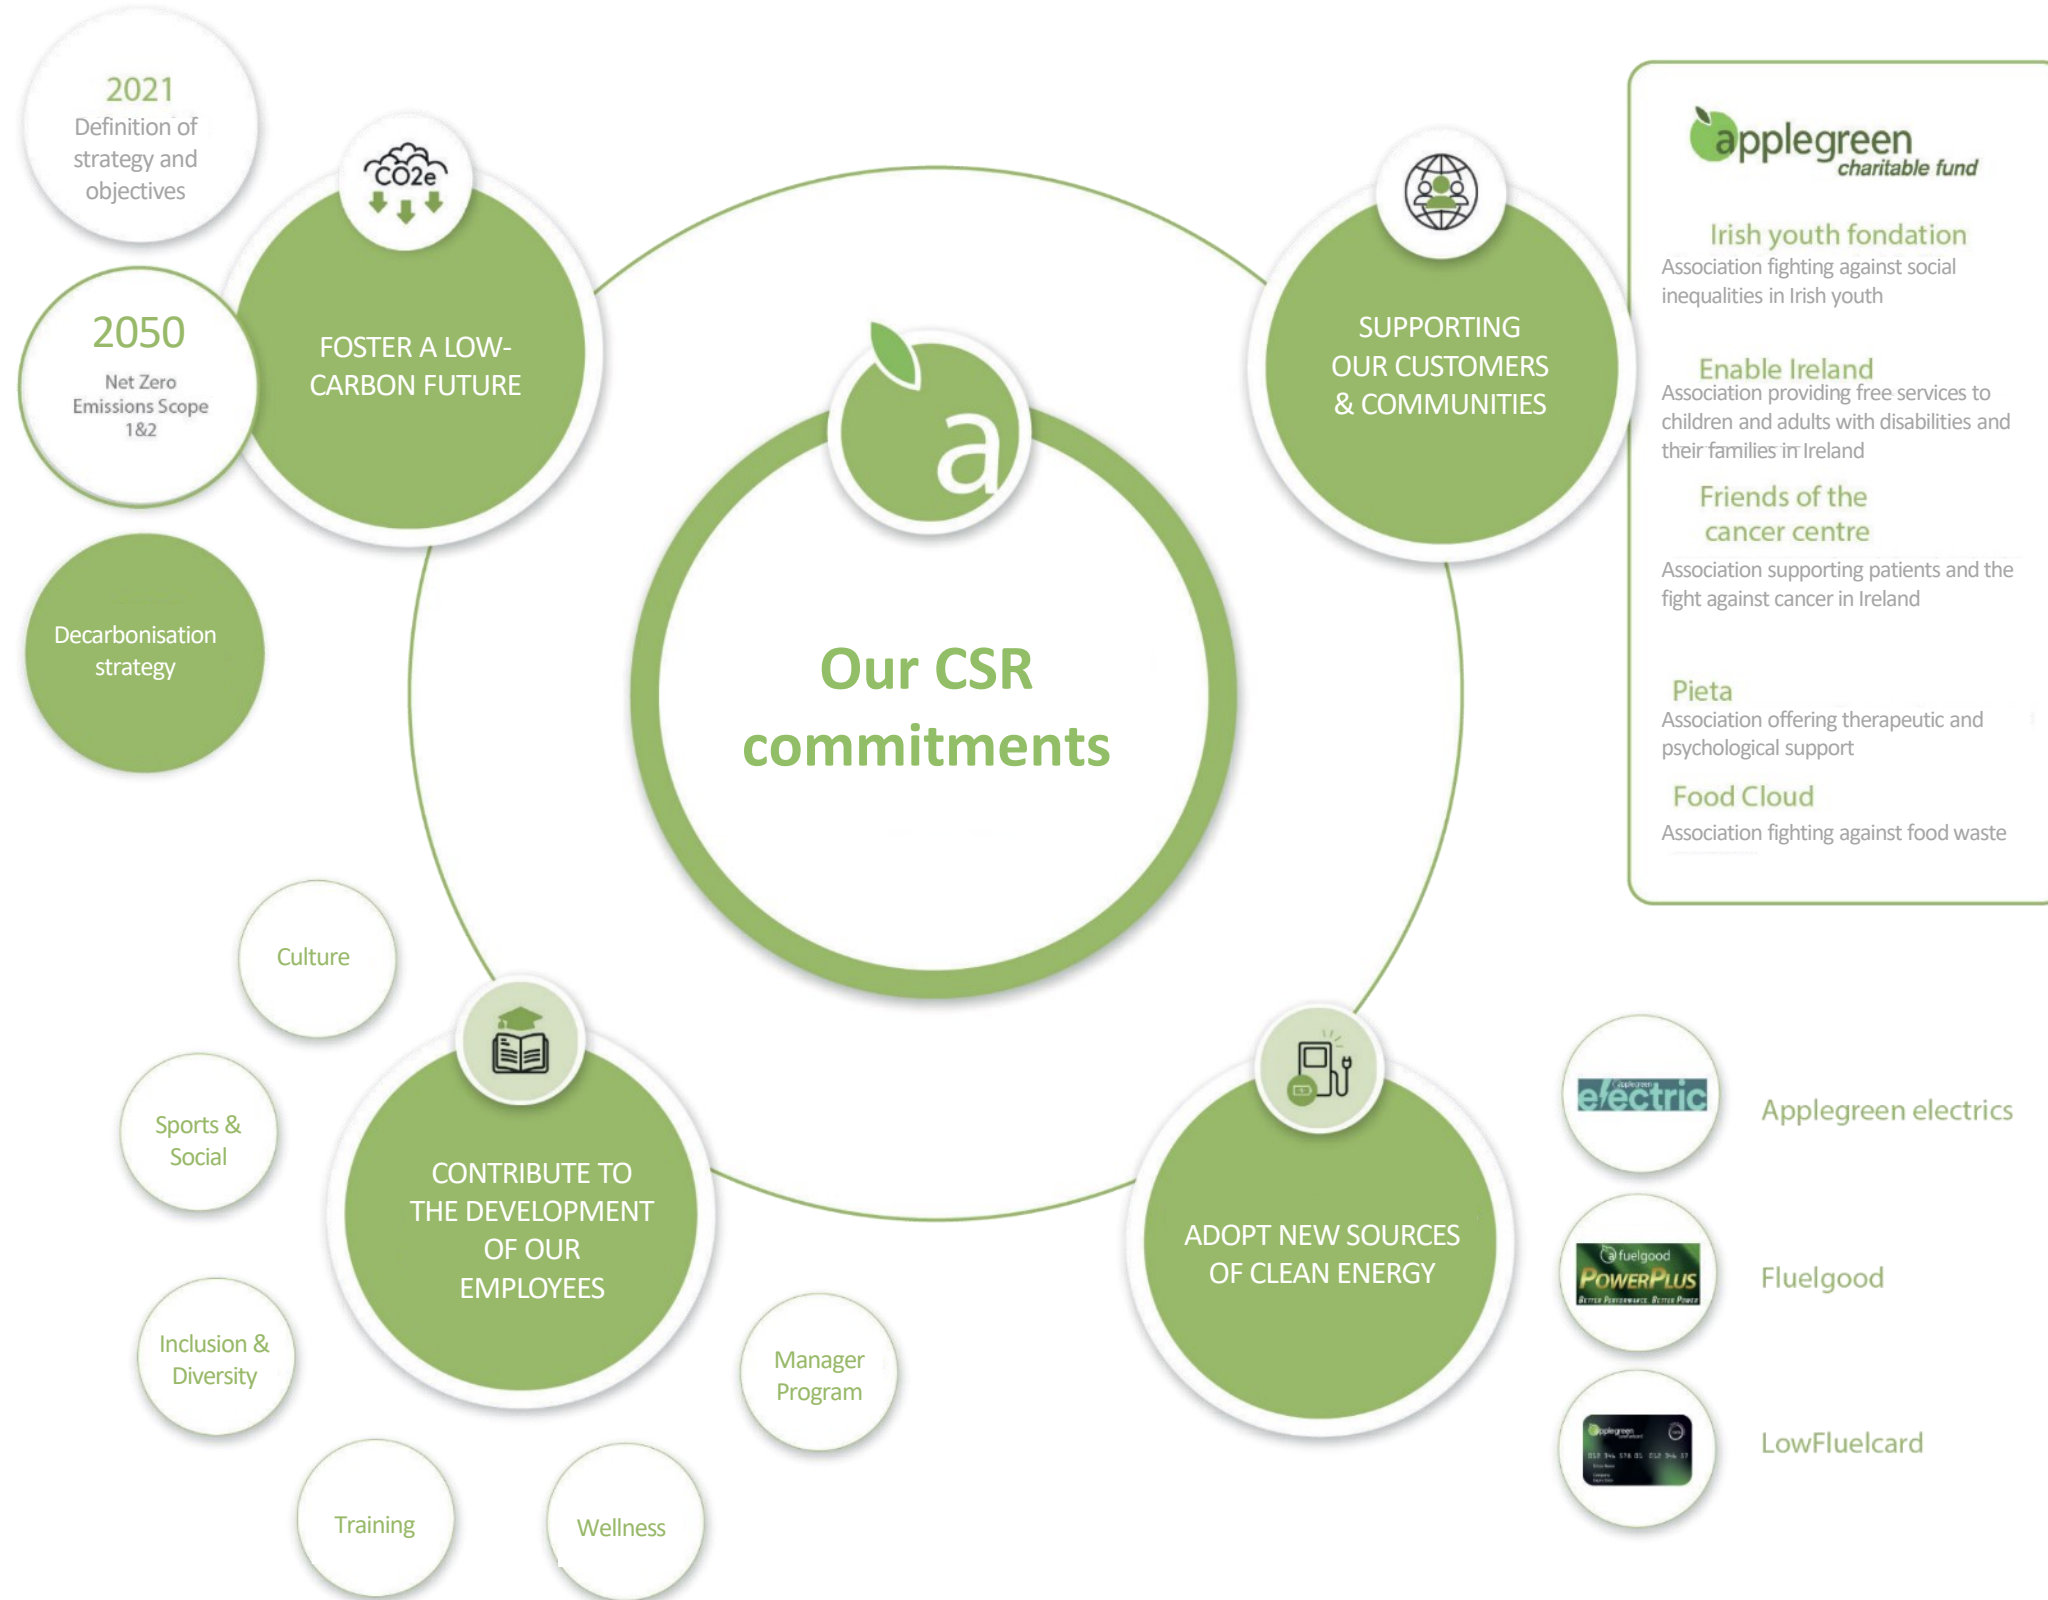 2021
Definition of
strategy and
objectives
CO2e
2050
Net Zero
Emissions Scope
1&2
FOSTER A LOW-
CARBON FUTURE
Decarbonisation
strategy
a
Our CSR
commitments
SUPPORTING
OUR CUSTOMERS
& COMMUNITIES
applegreen
charitable fund
Irish youth fondation
Association fighting against social
inequalities in Irish youth
Enable Ireland
Association providing free services to
children and adults with disabilities and
their families in Ireland
Friends of the
cancer centre
Association supporting patients and the
fight against cancer in Ireland
Pieta
Association offering therapeutic and
psychological support
Food Cloud
Association fighting against food waste
Culture
Sports &
Social
Inclusion &
Diversity
Training
Wellness
Manager
Program
CONTRIBUTE TO
THE DEVELOPMENT
OF OUR
EMPLOYEES
ADOPT NEW SOURCES
OF CLEAN ENERGY
applegreen
electric
Applegreen electrics
a fuelgood
POWERPLUS
BETTER PERFORMANCE. BETTER POWER
Fluelgood
applegreen
LowFluelcard